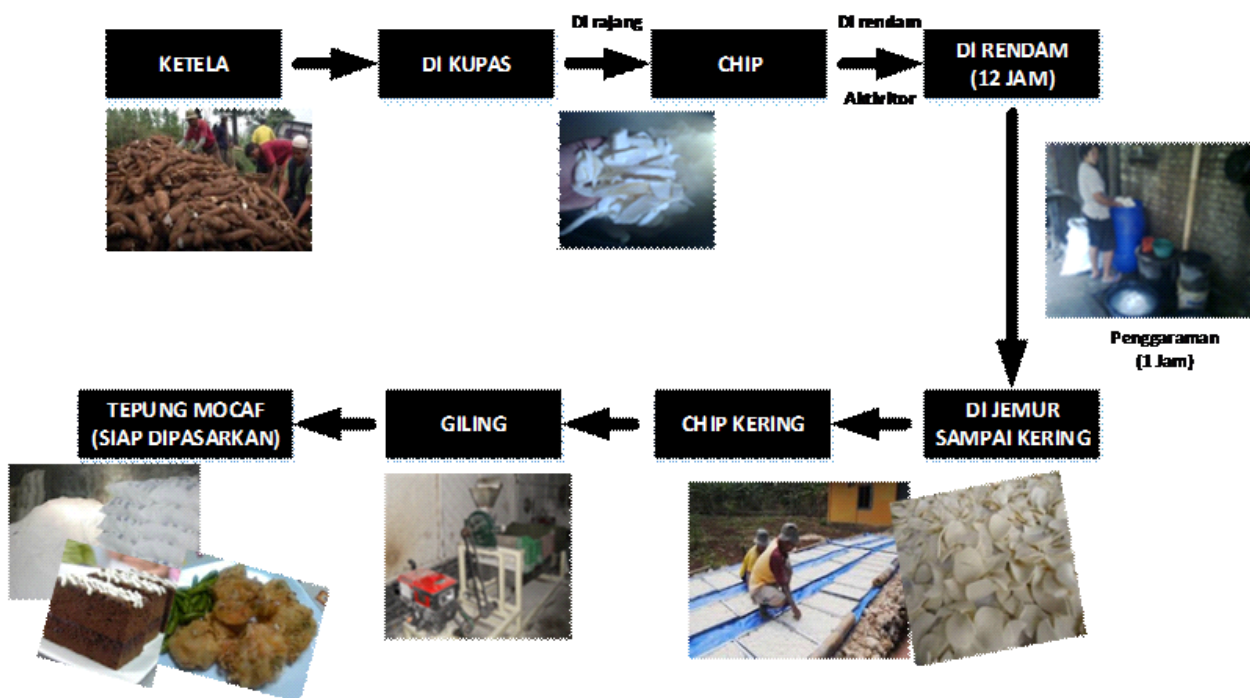 KETELA
DI KUPAS
Di rajang
CHIP
Di rendam
Aktivitor
DI RENDAM
(12 JAM)
Penggaraman
(1 Jam)
DI JEMUR
SAMPAI KERING
CHIP KERING
GILING
TEPUNG MOCAF
(SIAP DIPASARKAN)